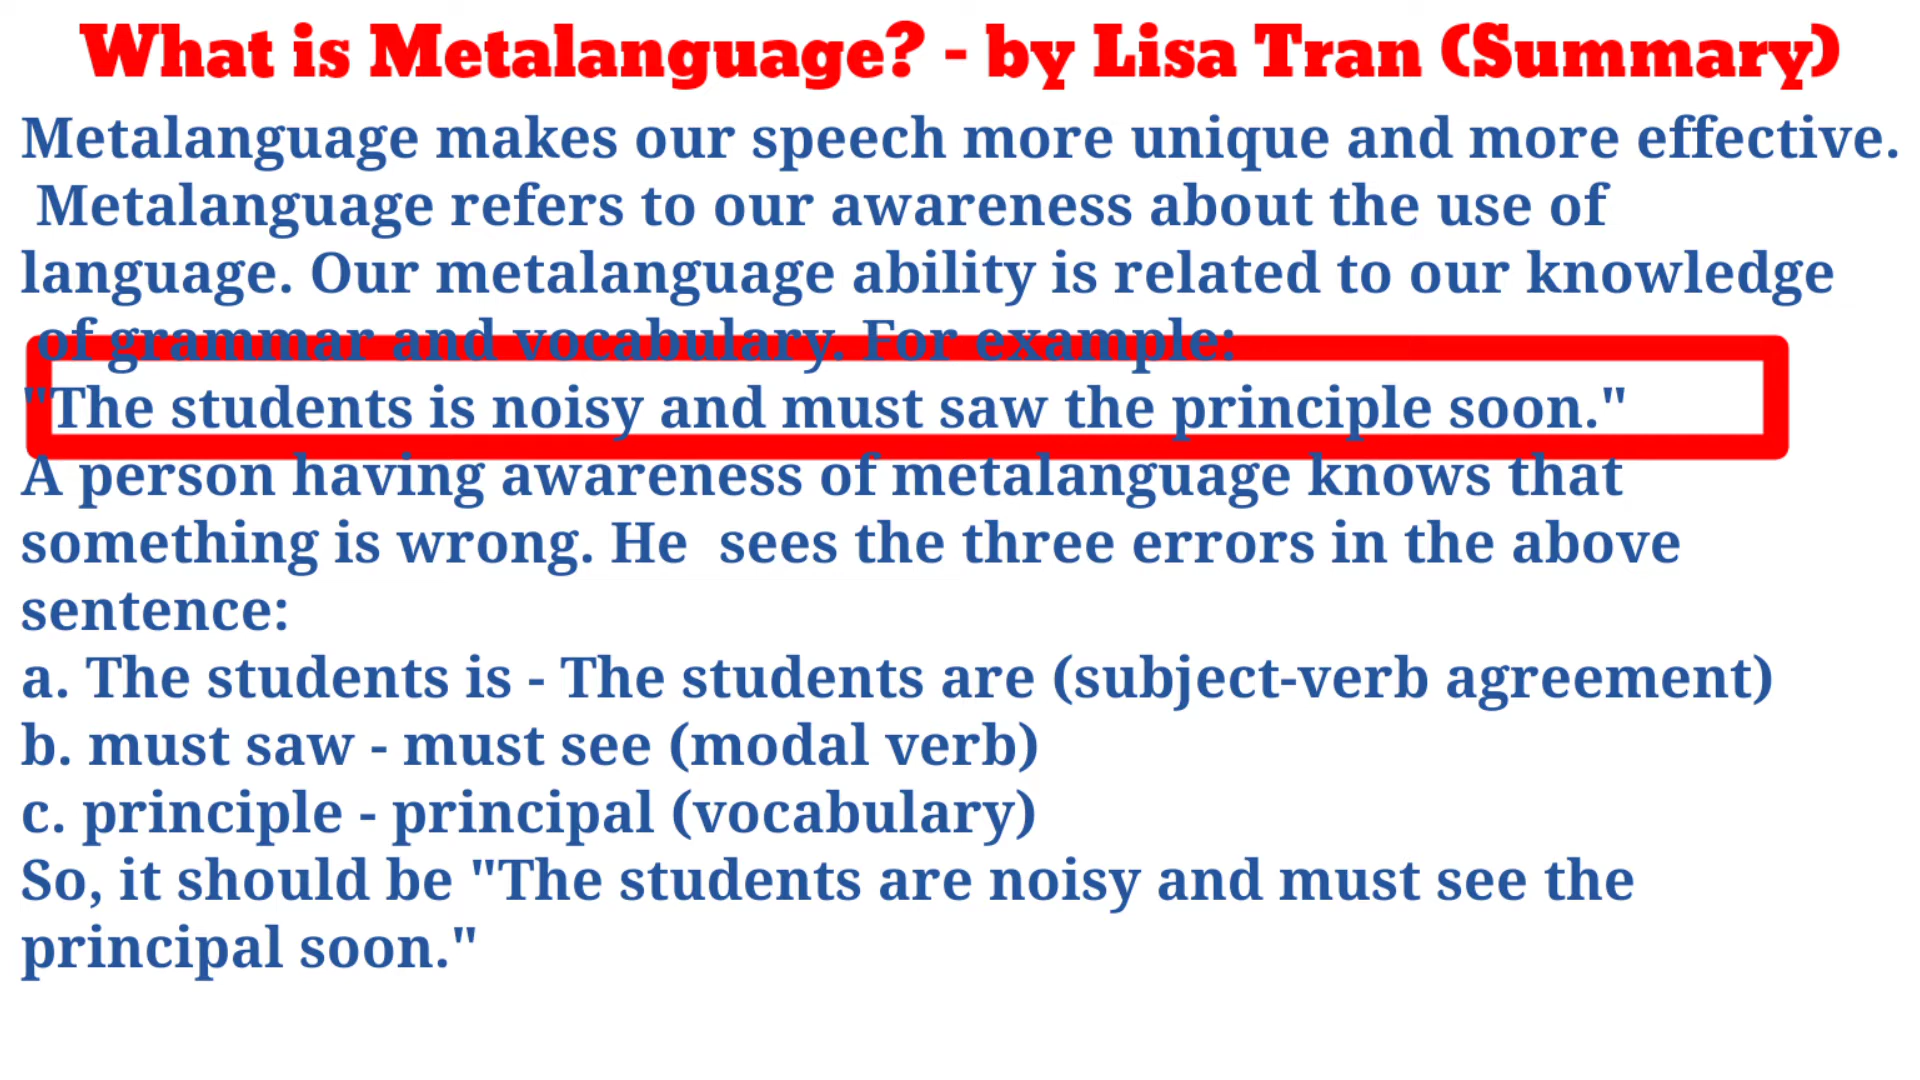 What is Metalanguage? - by Lisa Tran (Summary)
Metalanguage makes our speech more unique and more effective.
Metalanguage refers to our awareness about the use of
language. Our metalanguage ability is related to our knowledge
of grammar and vocabulary. For example:
"The students is noisy and must saw the principle soon."
A person having awareness of metalanguage knows that
something is wrong. He  sees the three errors in the above
sentence:
a. The students is - The students are (subject-verb agreement)
b. must saw - must see (modal verb)
c. principle - principal (vocabulary)
So, it should be "The students are noisy and must see the
principal soon."